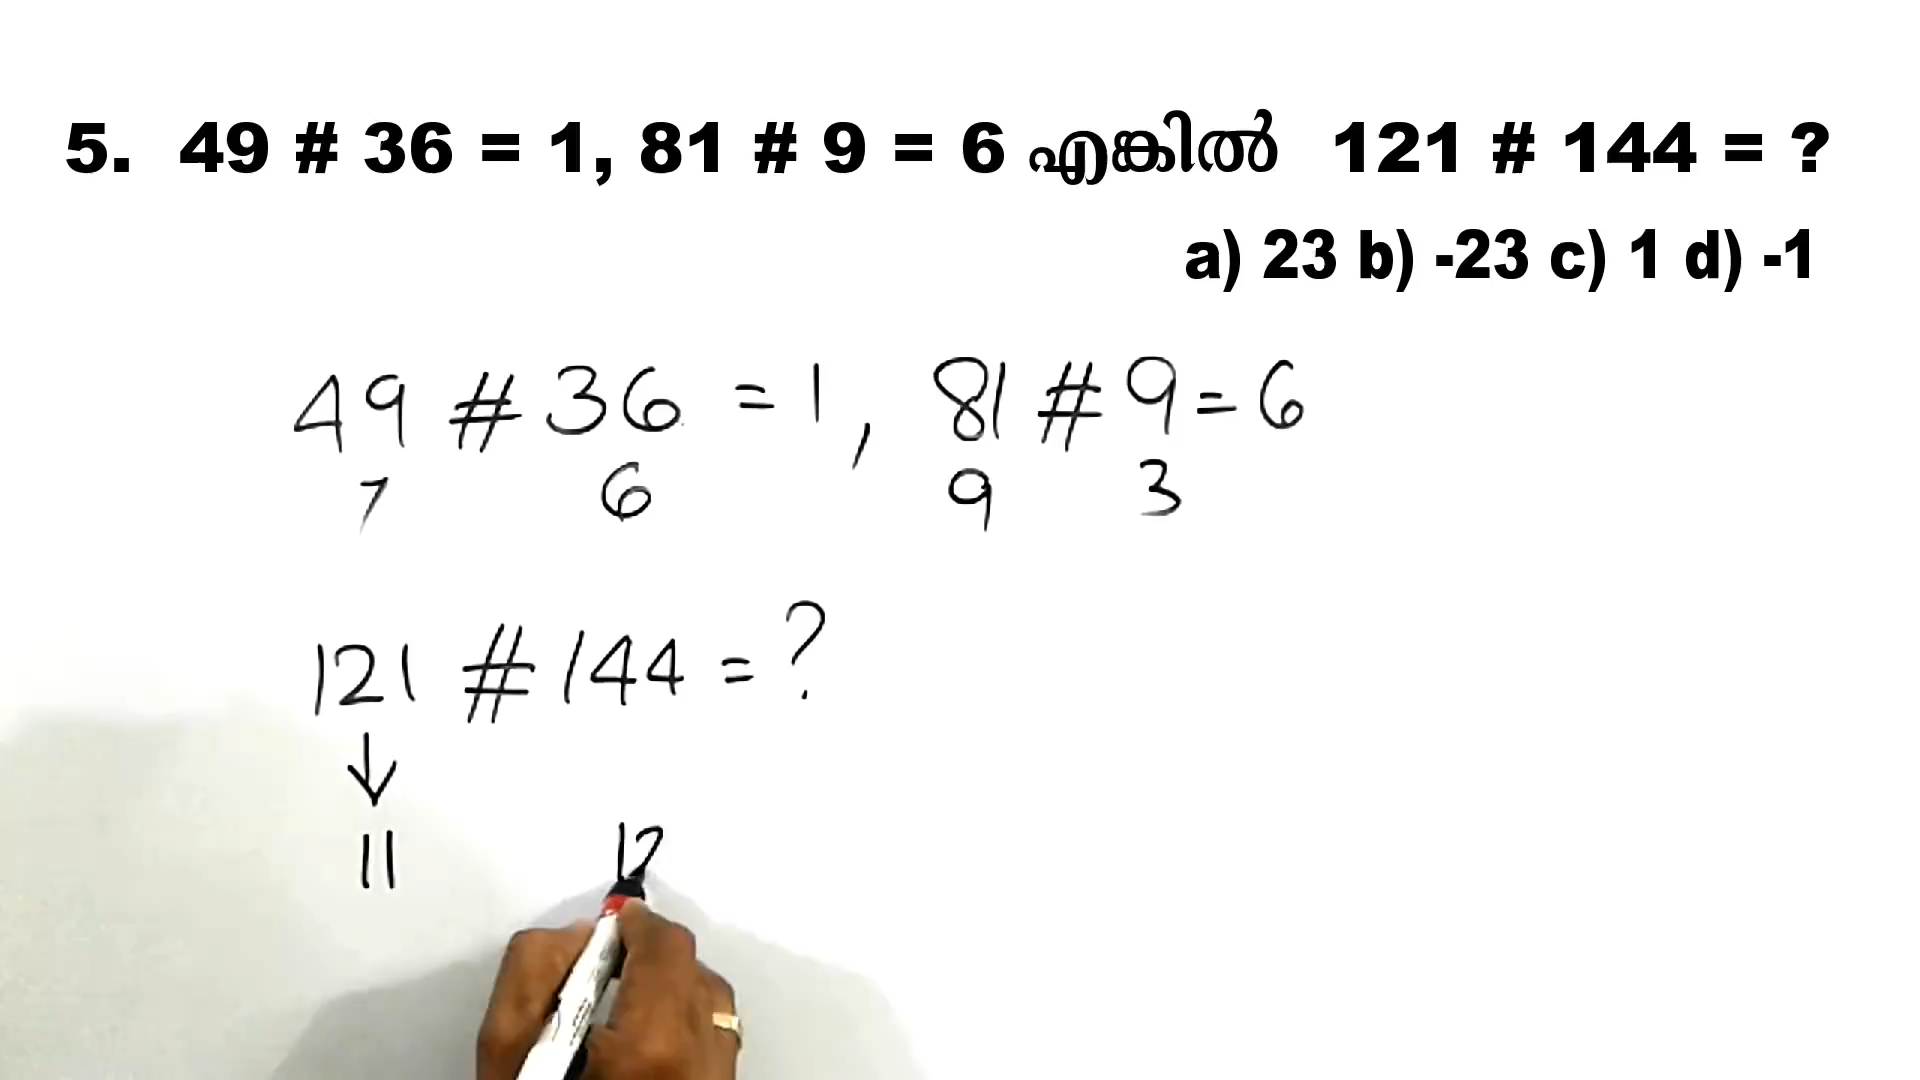 5. 49 # 36 = 1, 81 # 9 = 6 എങ്കിൽ 121 # 144 = ?
a) 23 b) -23 c) 1 d) -1
49 # 36 = 1, 81 # 9 = 6
7 6 9 3
121 # 144 = ?
↓
11 12